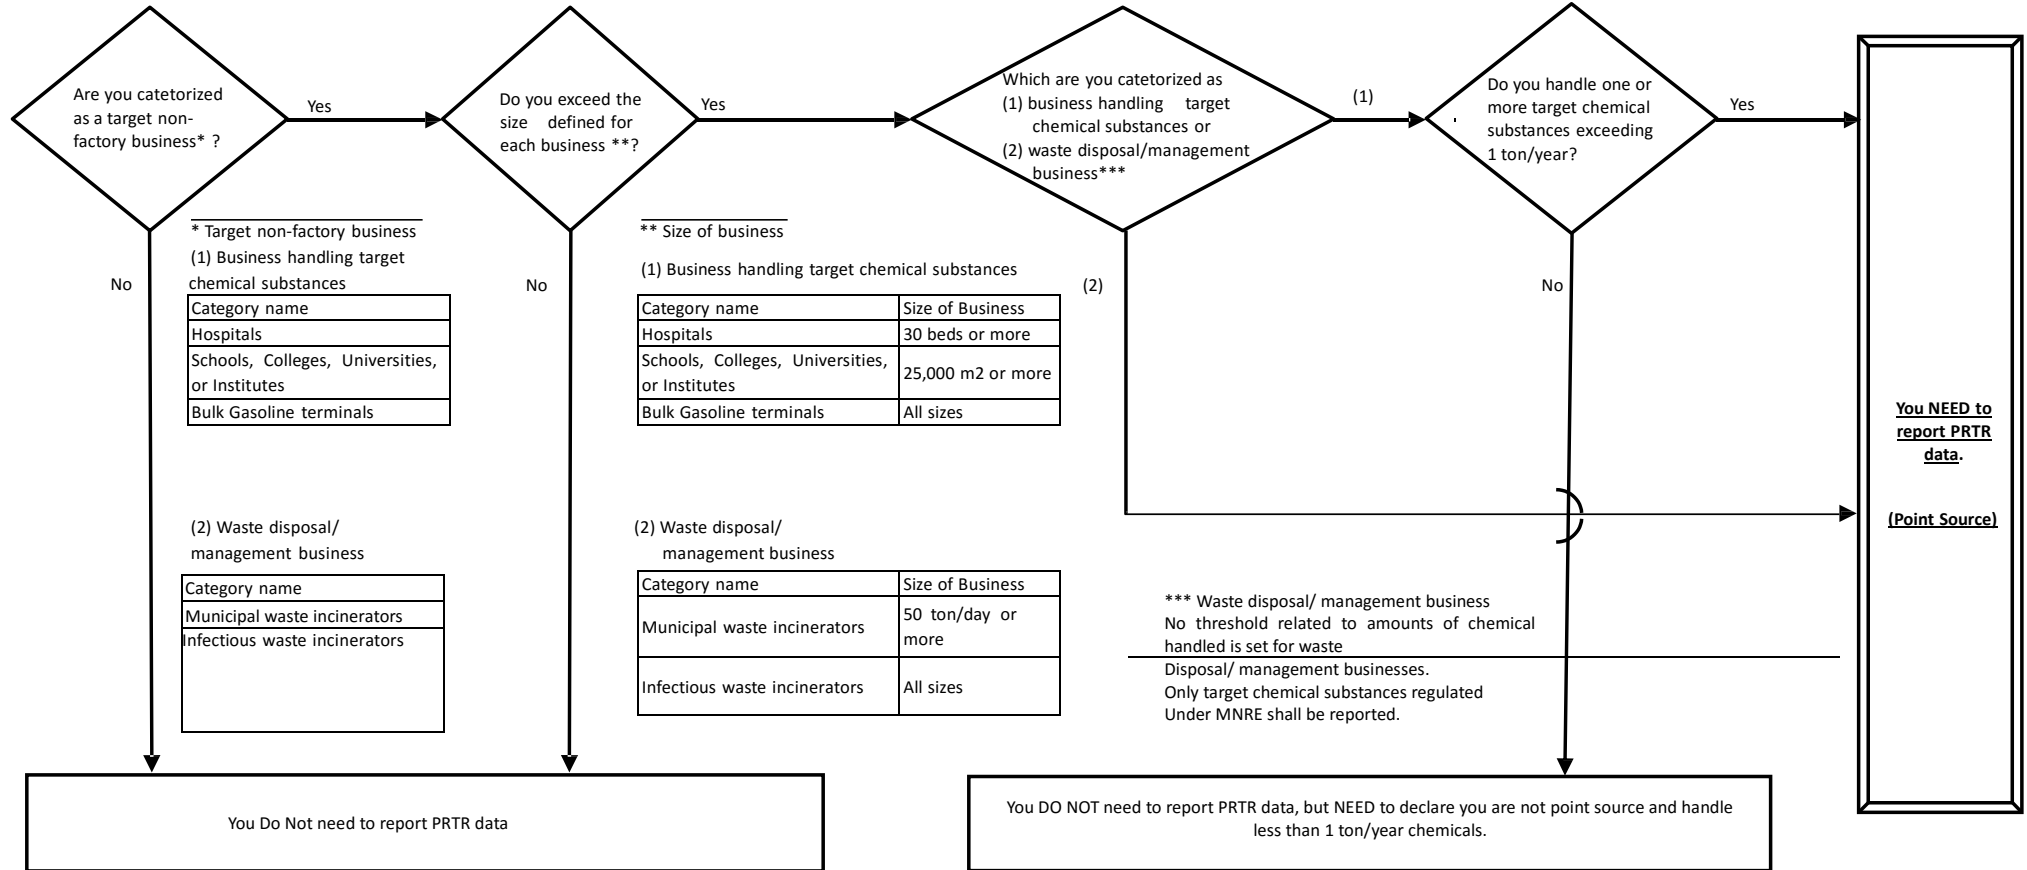 Are you catetorized
as a target non-
factory business* ?
Yes
Do you exceed the
size defined for
each business **?
Yes
Which are you catetorized as
(1) business handling target
chemical substances or
(2) waste disposal/management
business***
(1)
Do you handle one or
more target chemical
substances exceeding
1 ton/year?
Yes
* Target non-factory business
(1) Business handling target
chemical substances
No
Category name
Hospitals
Schools, Colleges, Universities,
or Institutes
Bulk Gasoline terminals
** Size of business
(1) Business handling target chemical substances
No
Category name Size of Business
Hospitals 30 beds or more
Schools, Colleges, Universities,
or Institutes 25,000 m2 or more
Bulk Gasoline terminals All sizes
(2)
No
You NEED to
report PRTR
data.
(Point Source)
(2) Waste disposal/
management business
Category name
Municipal waste incinerators
Infectious waste incinerators
(2) Waste disposal/
management business
Category name Size of Business
Municipal waste incinerators 50 ton/day or
more
Infectious waste incinerators All sizes
*** Waste disposal/ management business
No threshold related to amounts of chemical
handled is set for waste
Disposal/ management businesses.
Only target chemical substances regulated
Under MNRE shall be reported.
You Do Not need to report PRTR data
You DO NOT need to report PRTR data, but NEED to declare you are not point source and handle
less than 1 ton/year chemicals.